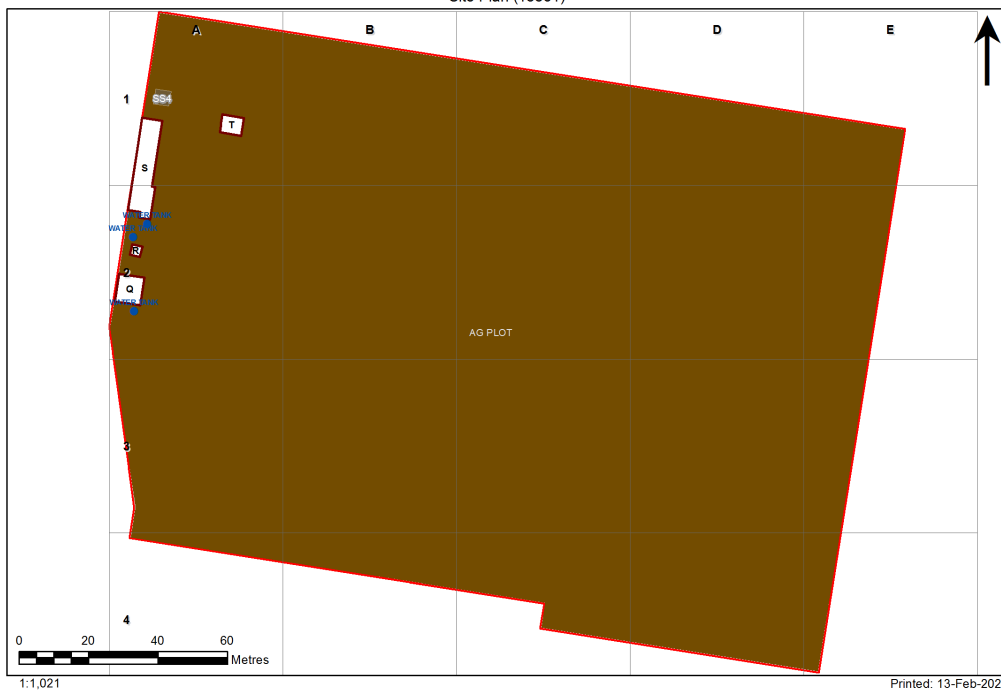 A B C D E
1
SS4
T
S
WATER TANK
WATER TANK
R
2
Q
WATER TANK
AG PLOT
3
4
0 20 40 60
Metres
1:1,021
Printed: 13-Feb-202